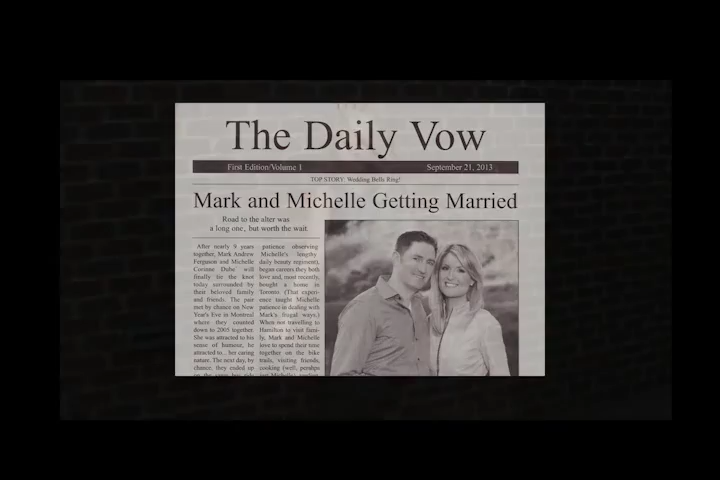 The Daily Vow
First Edition/Volume 1 September 21, 2013
TOP STORY: Wedding Bells Ring!
Mark and Michelle Getting Married
Road to the alter was
a long one, but worth the wait
After nearly 9 years
together, Mark Andrew
Ferguson and Michelle
Corinne Dube' will
finally tie the knot
today surrounded by
their beloved family
and friends. The pair
met by chance on New
Year's Eve in Montreal
where they counted
down to 2005 together.
She was attracted to his
sense of humour, he
attracted to... her caring
nature. The next day, by
chance, they ended up
patience observing
Michelle's lengthy
daily beauty regiment),
began careers they both
love and, most recently,
bought a home in
Toronto. (That experi-
ence taught Michelle
patience in dealing with
Mark's frugal ways.)
When not travelling to
Hamilton to visit fami-
ly, Mark and Michelle
love to spend their time
together on the bike
trails, visiting friends,
cooking (well, perhaps